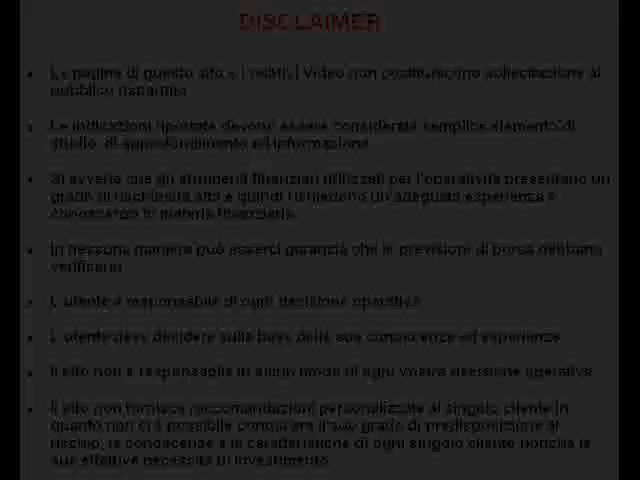 DISCLAIMER
Le pagine di questo sito e i relativi Video non costituiscono sollecitazione al
pubblico risparmio
Le indicazioni riportate devono essere considerate semplice elemento di
studio, di approfondimento ed informazione
Si avverte che gli strumenti finanziari utilizzati per l'operatività presentano un
grado di rischiosità alto e quindi richiedono un'adeguata esperienza e
conoscenza in materia finanziaria.
In nessuna maniera può esserci garanzia che le previsioni di borsa debbano
verificarsi
L' utente è responsabile di ogni decisione operativa
L' utente deve decidere sulla base delle sue conoscenze ed esperienze
Il sito non è responsabile in alcun modo di ogni vostra decisione operativa
Il sito non fornisce raccomandazioni personalizzate al singolo cliente in
quanto non ci è possibile conoscere il suo grado di predisposizione al
rischio, le conoscenze e le caratteristiche di ogni singolo cliente nonchè le
sue effettive necessità di investimento